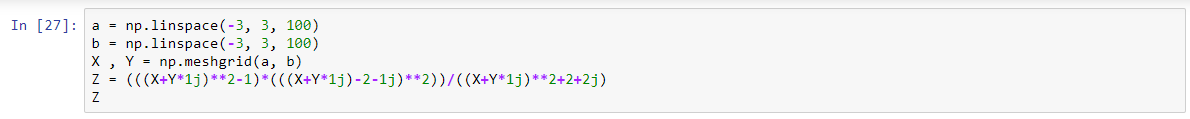 In [27]: a = np.linspace(-3, 3, 100)
b = np.linspace(-3, 3, 100)
X , Y = np.meshgrid(a, b)
Z = (((X+Y*1j)**2-1)*(((X+Y*1j)-2-1j)**2))/((X+Y*1j)**2+2+2j)
Z